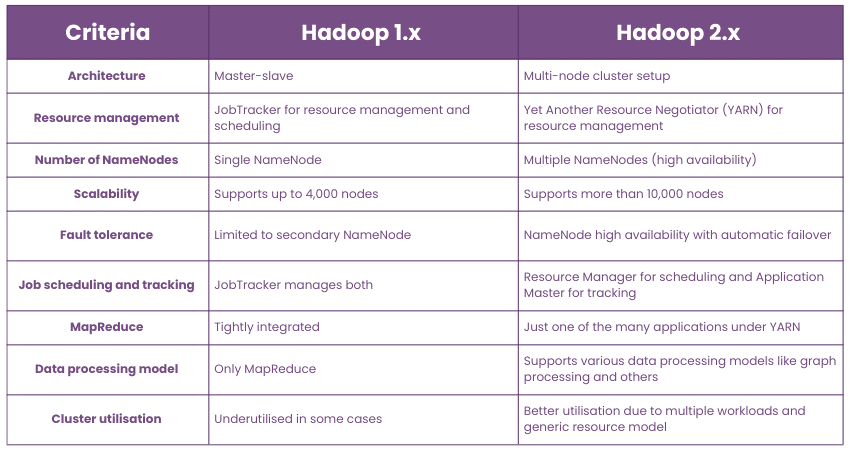 Criteria Hadoop 1.x Hadoop 2.x
Architecture Master-slave Multi-node cluster setup
Resource management JobTracker for resource management and
scheduling Yet Another Resource Negotiator (YARN) for
resource management
Number of NameNodes Single NameNode Multiple NameNodes (high availability)
Scalability Supports up to 4,000 nodes Supports more than 10,000 nodes
Fault tolerance Limited to secondary NameNode NameNode high availability with automatic failover
Job scheduling and tracking JobTracker manages both Resource Manager for scheduling and Application
Master for tracking
MapReduce Tightly integrated Just one of the many applications under YARN
Data processing model Only MapReduce Supports various data processing models like graph
processing and others
Cluster utilisation Underutilised in some cases Better utilisation due to multiple workloads and
generic resource model